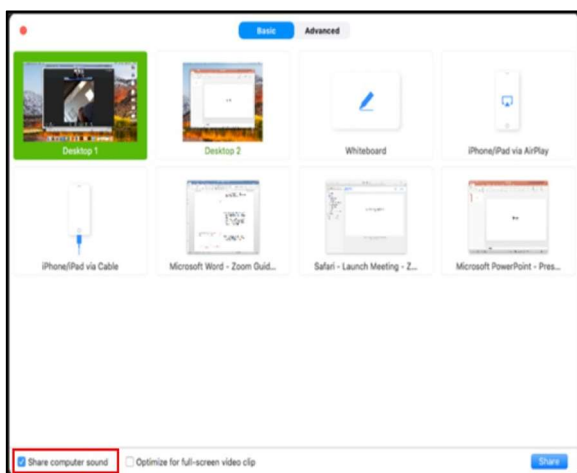 Basic Advanced
Desktop 1 Desktop 2 Whiteboard iPhone/iPad via AirPlay
iPhone/iPad via Cable Microsoft Word - Zoom Guid... Safari - Launch Meeting - Z... Microsoft PowerPoint - Pres...
Share computer sound Optimize for full-screen video clip Share